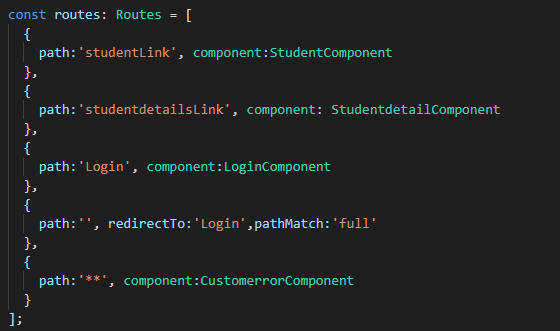 const routes: Routes = [
  {
    path:'studentLink', component:StudentComponent
  },
  {
    path:'studentdetailsLink', component: StudentdetailComponent
  },
  {
    path:'Login', component:LoginComponent
  },
  {
    path:'', redirectTo:'Login',pathMatch:'full'
  },
  {
    path:'**', component:CustomerrorComponent
  }
];